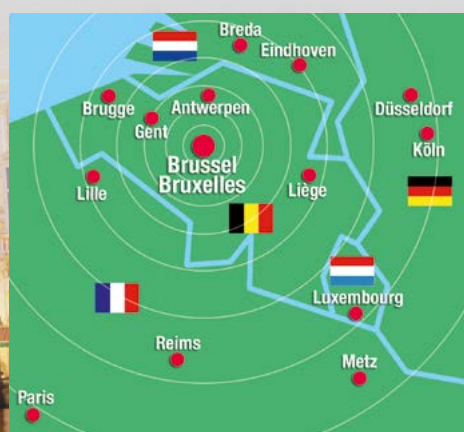 Breda
Eindhoven
Brugge
Antwerpen
Düsseldorf
Gent
Köln
Brussel
Bruxelles
Lille
Liège
Luxembourg
Reims
Metz
Paris